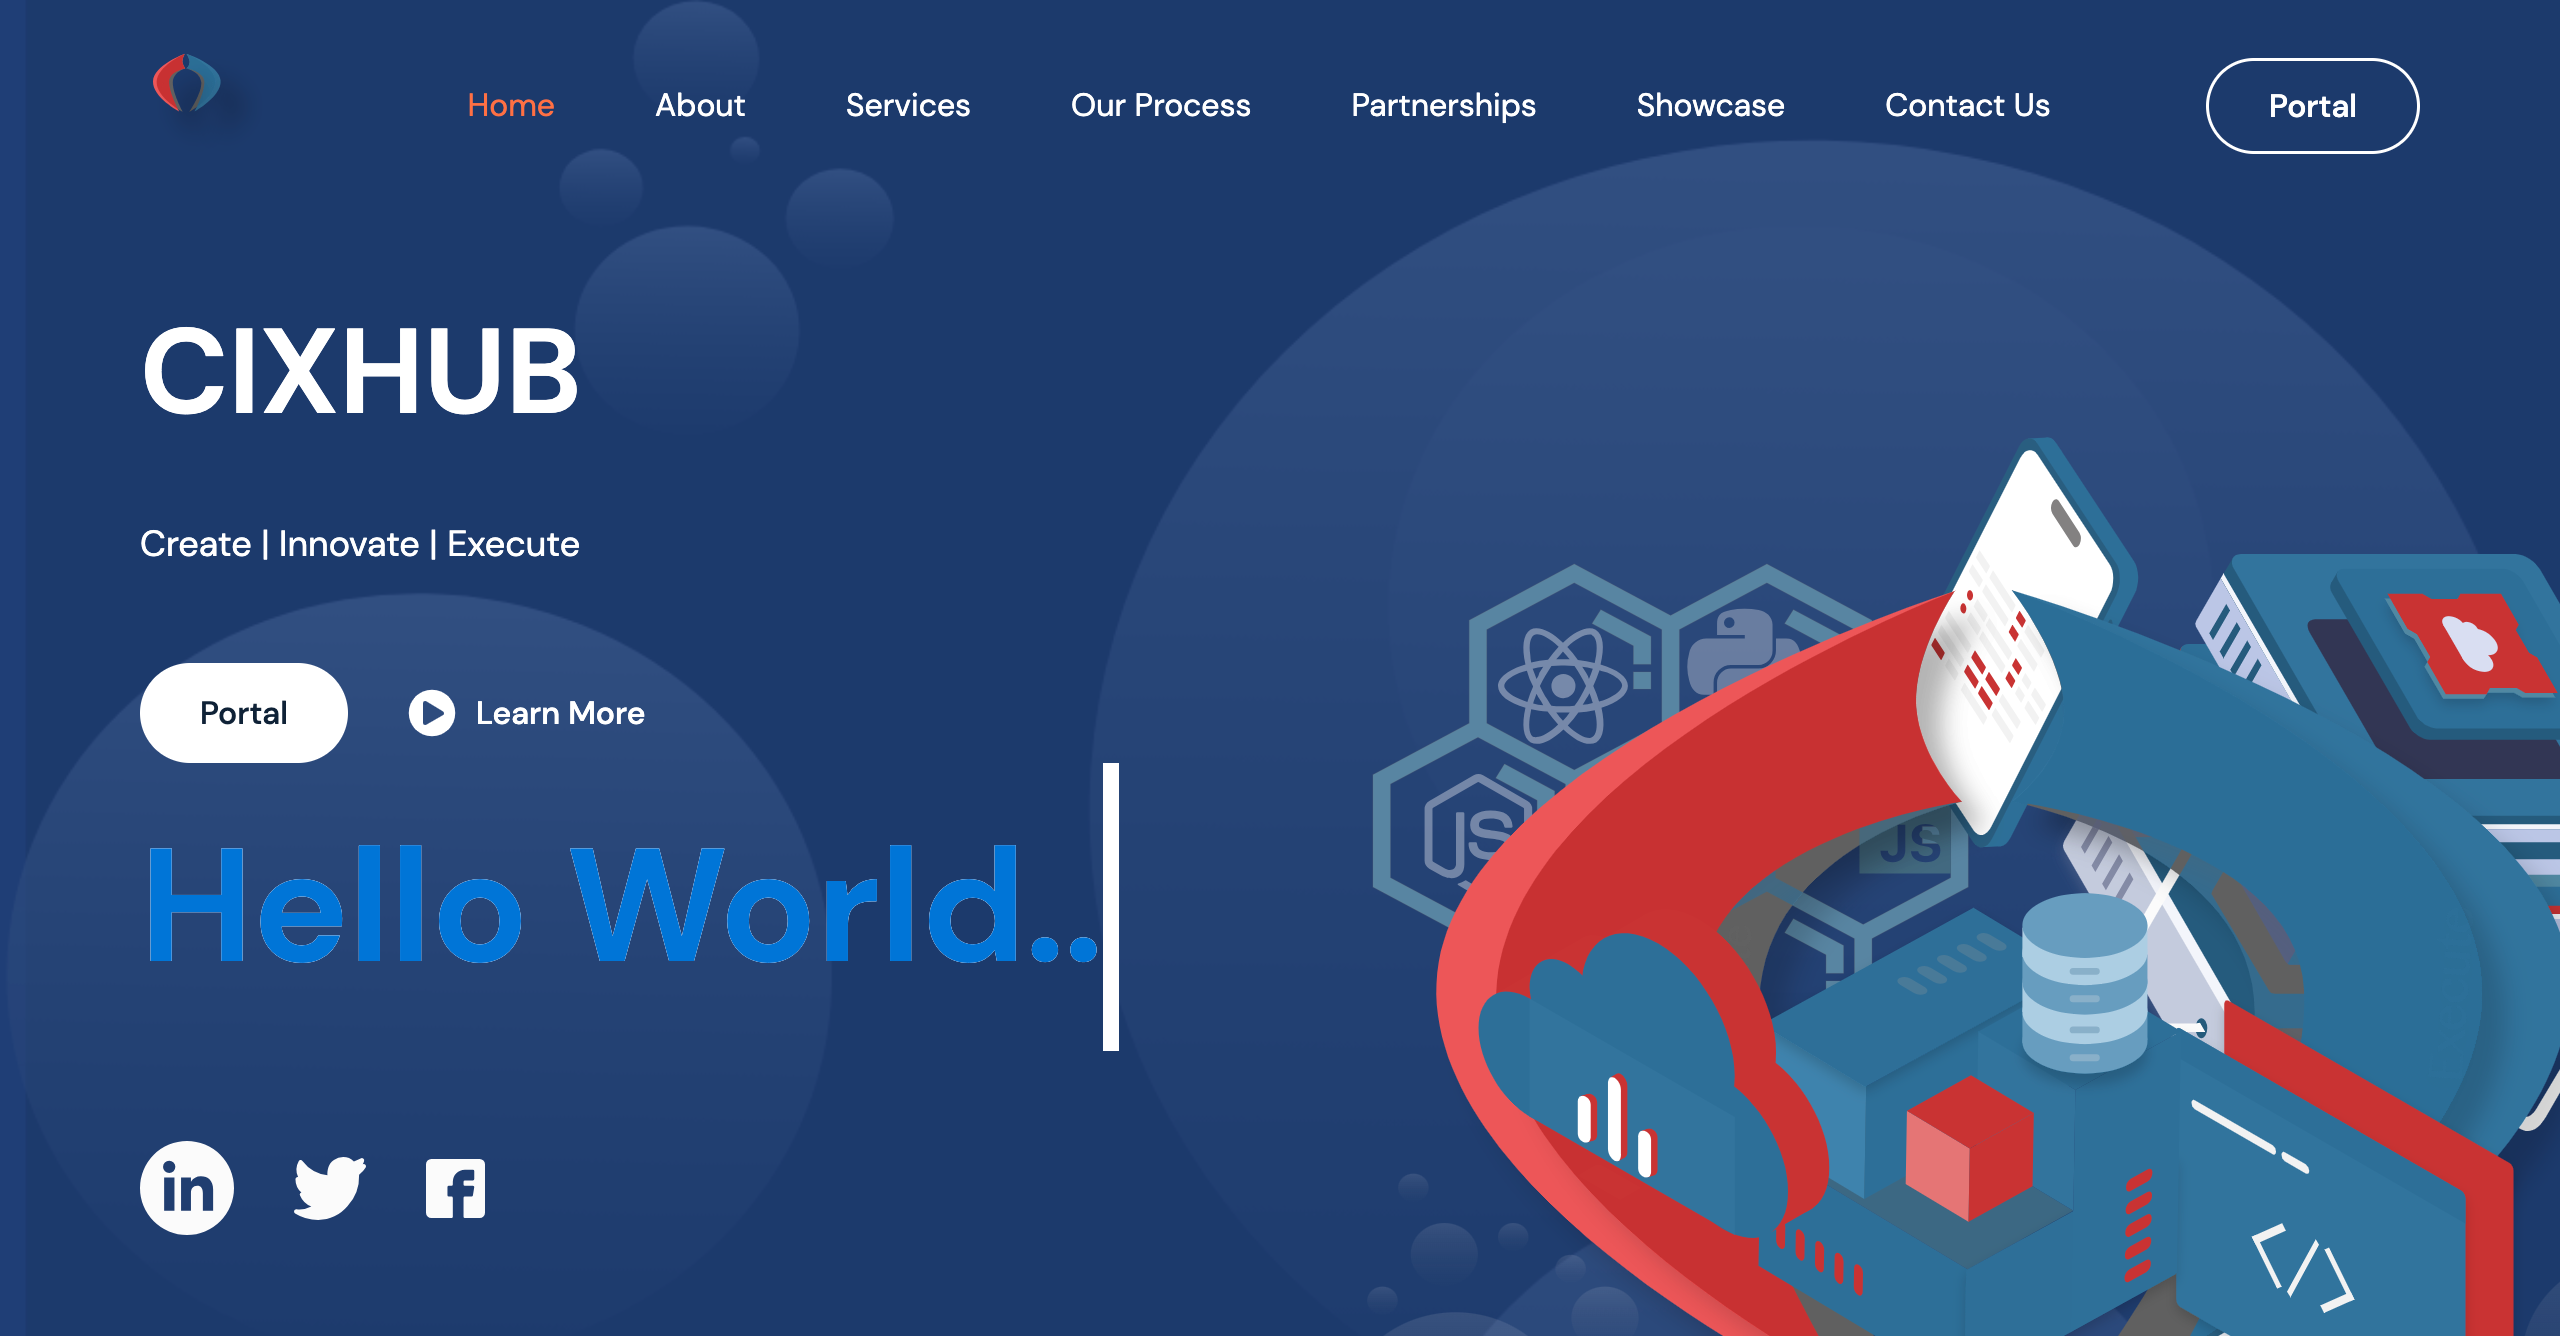 Home About Services Our Process Partnerships Showcase Contact Us Portal
CIXHUB
Create | Innovate | Execute
Portal Learn More
Hello World..
JS
JS
</>
in
f